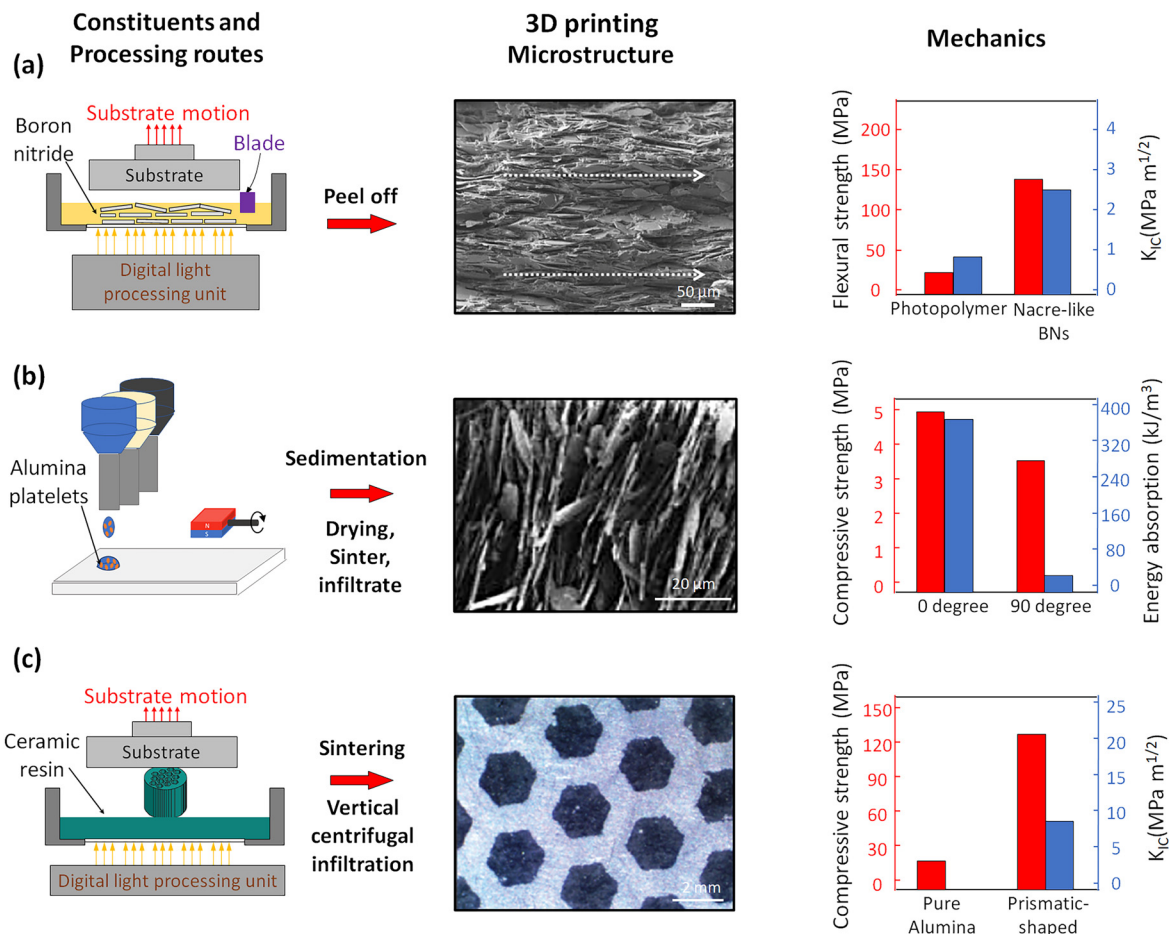 Constituents and
Processing routes
3D printing
Microstructure
Mechanics
(a)
Substrate motion
Boron
nitride
Blade
Substrate
Digital light
processing unit
Peel off
50 µm
Flexural strength (MPa)
200
150
100
50
0
K_IC(MPa m^1/2)
4
3
2
1
0
Photopolymer
Nacre-like
BNs
(b)
Alumina
platelets
N
S
Sedimentation
Drying,
Sinter,
infiltrate
20 µm
Compressive strength (MPa)
5
4
3
2
1
0
Energy absorption (kJ/m³)
400
320
240
160
80
0
0 degree
90 degree
(c)
Substrate motion
Ceramic
resin
Substrate
Digital light processing unit
Sintering
Vertical
centrifugal
infiltration
2 mm
Compressive strength (MPa)
150
120
90
60
30
0
K_IC(MPa m^1/2)
25
20
15
10
5
0
Pure
Alumina
Prismatic-
shaped